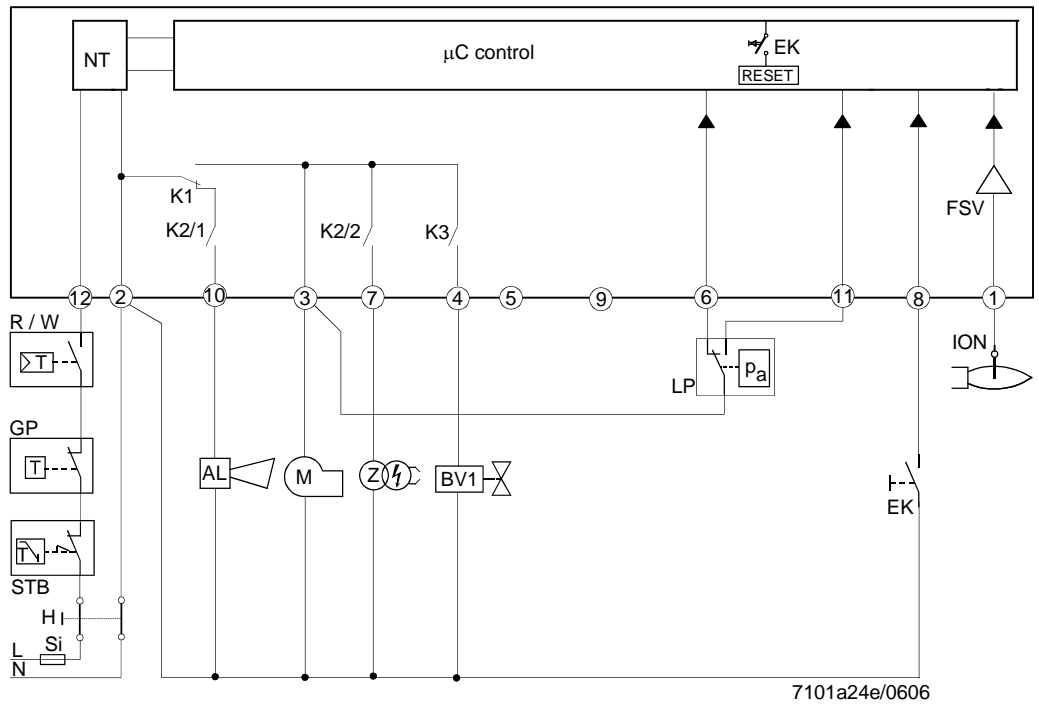 NT
μC control
EK
RESET
K1
K2/1
K2/2
K3
FSV
12
2
10
3
7
4
5
9
6
11
8
1
R / W
T
LP
pa
ION
GP
T
AL
M
Z
BV1
EK
T
STB
H
L
Si
N
7101a24e/0606